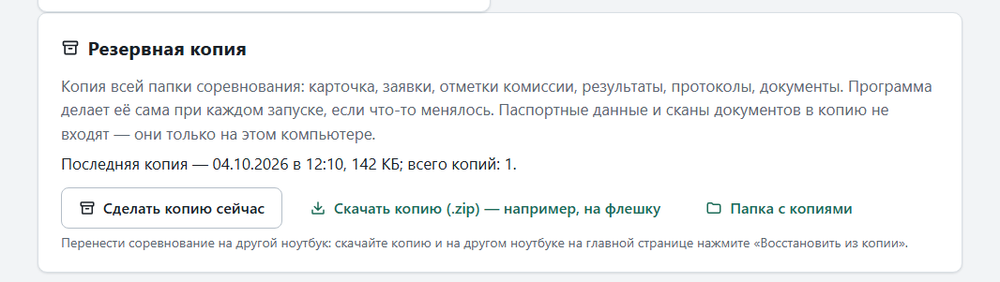 Резервная копия
Копия всей папки соревнования: карточка, заявки, отметки комиссии, результаты, протоколы, документы. Программа
делает её сама при каждом запуске, если что-то менялось. Паспортные данные и сканы документов в копию не
входят — они только на этом компьютере.
Последняя копия — 04.10.2026 в 12:10, 142 КБ; всего копий: 1.
Сделать копию сейчас Скачать копию (.zip) — например, на флешку Папка с копиями
Перенести соревнование на другой ноутбук: скачайте копию и на другом ноутбуке на главной странице нажмите «Восстановить из копии».